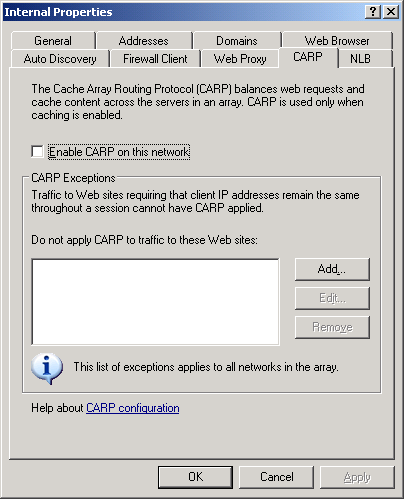 Internal Properties
General Addresses Domains Web Browser
Auto Discovery Firewall Client Web Proxy CARP NLB
The Cache Array Routing Protocol (CARP) balances web requests and
cache content across the servers in an array. CARP is used only when
caching is enabled.
Enable CARP on this network
CARP Exceptions
Traffic to Web sites requiring that client IP addresses remain the same
throughout a session cannot have CARP applied.
Do not apply CARP to traffic to these Web sites:
Add...
Edit...
Remove
This list of exceptions applies to all networks in the array.
Help about CARP configuration
OK Cancel Apply